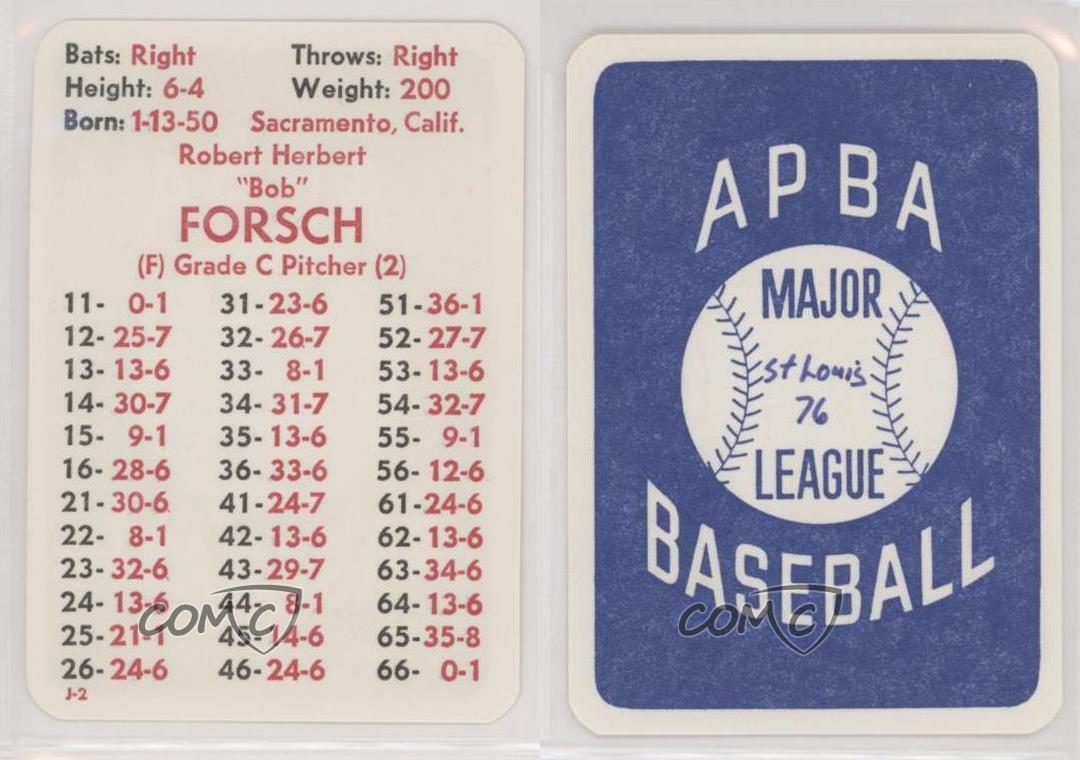 Bats: Right Throws: Right
Height: 6-4 Weight: 200
Born: 1-13-50 Sacramento, Calif.
Robert Herbert
"Bob"
FORSCH
(F) Grade C Pitcher (2)
11- 0-1 31- 23-6 51- 36-1
12- 25-7 32- 26-7 52- 27-7
13- 13-6 33- 8-1 53- 13-6
14- 30-7 34- 31-7 54- 32-7
15- 9-1 35- 13-6 55- 9-1
16- 28-6 36- 33-6 56- 12-6
21- 30-6 41- 24-7 61- 24-6
22- 8-1 42- 13-6 62- 13-6
23- 32-6 43- 29-7 63- 34-6
24- 13-6 44- 8-1 64- 13-6
25- 21-1 45- 14-6 65- 35-8
26- 24-6 46- 24-6 66- 0-1
J-2
COMC
APBA
MAJOR
St Louis
76
LEAGUE
BASEBALL
COMC